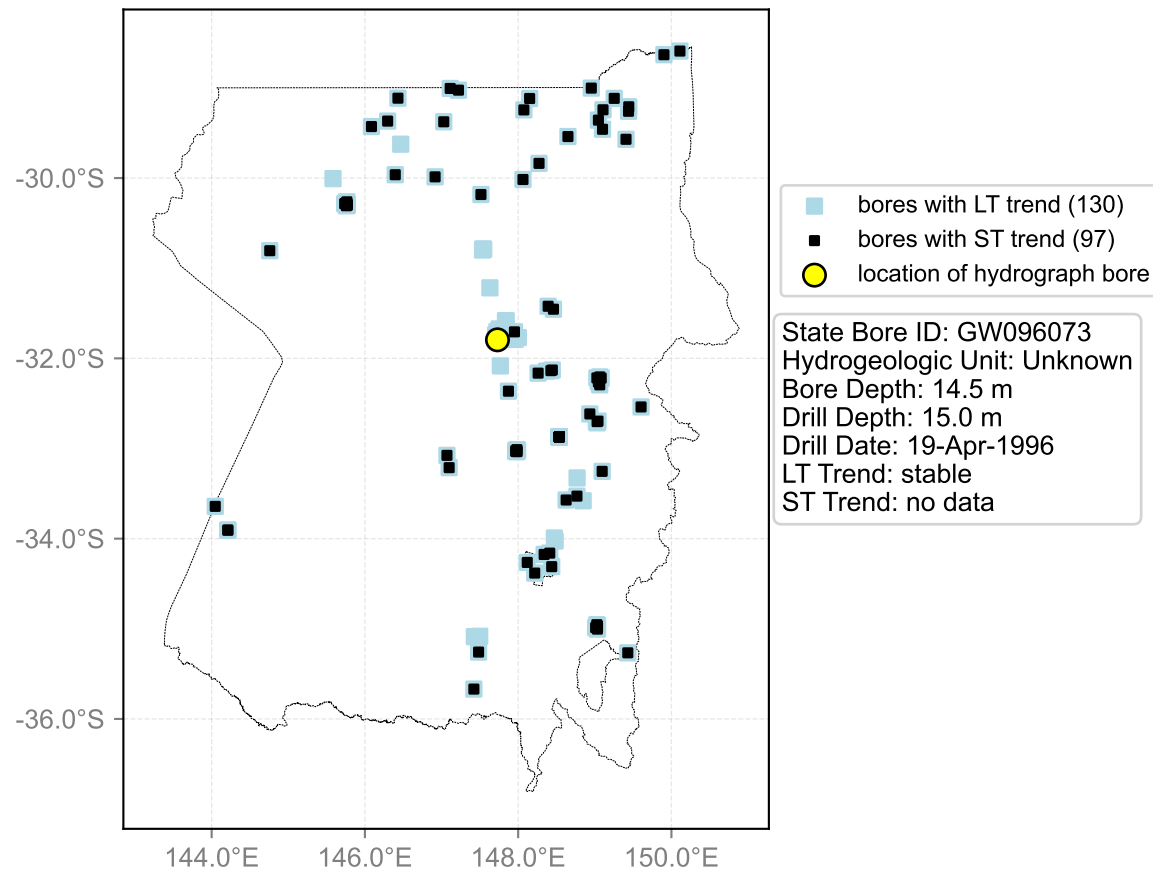 -30.0°S
-32.0°S
-34.0°S
-36.0°S
144.0°E
146.0°E
148.0°E
150.0°E
bores with LT trend (130)
bores with ST trend (97)
location of hydrograph bore
State Bore ID: GW096073
Hydrogeologic Unit: Unknown
Bore Depth: 14.5 m
Drill Depth: 15.0 m
Drill Date: 19-Apr-1996
LT Trend: stable
ST Trend: no data